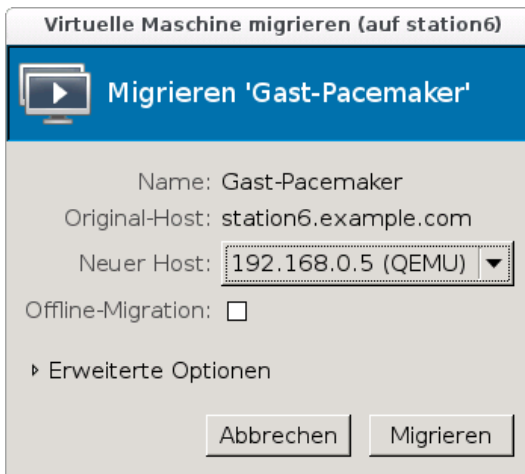 Virtuelle Maschine migrieren (auf station6)
Migrieren 'Gast-Pacemaker'
Name: Gast-Pacemaker
Original-Host: station6.example.com
Neuer Host: 192.168.0.5 (QEMU)
Offline-Migration:
Erweiterte Optionen
Abbrechen Migrieren